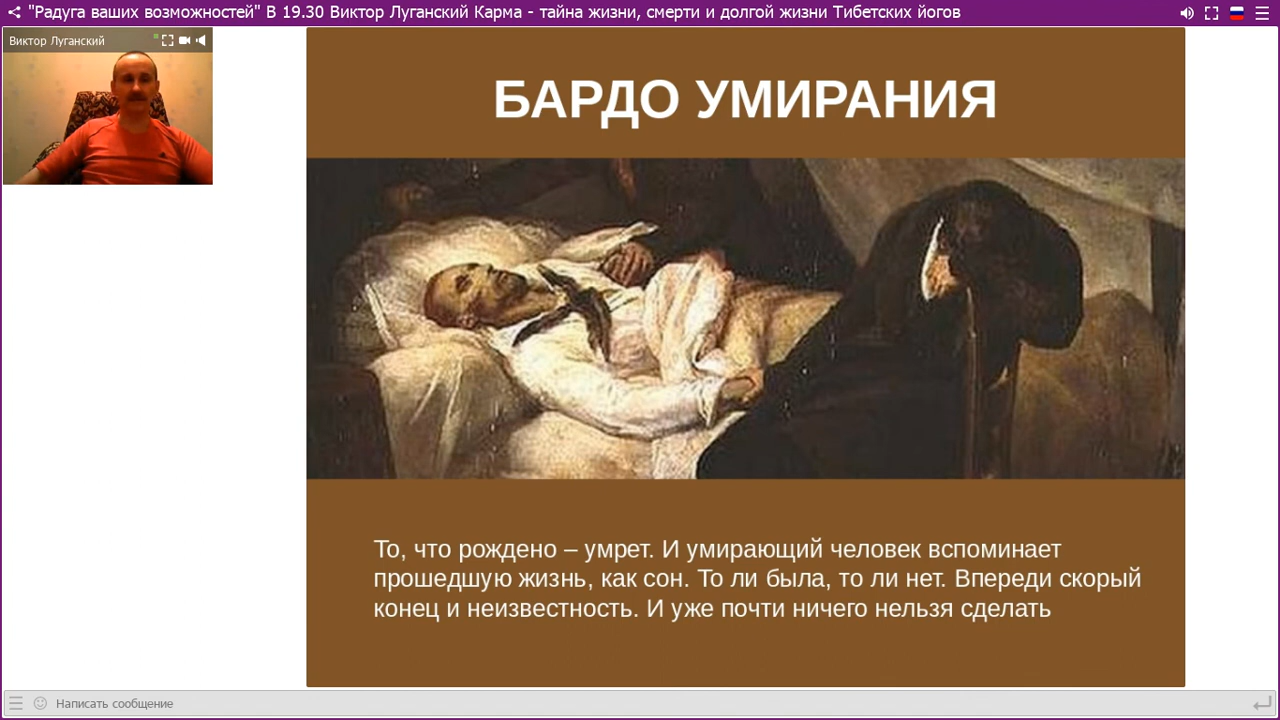 "Радуга ваших возможностей" В 19.30 Виктор Луганский Карма - тайна жизни, смерти и долгой жизни Тибетских йогов
Виктор Луганский
БАРДО УМИРАНИЯ
То, что рождено – умрет. И умирающий человек вспоминает
прошедшую жизнь, как сон. То ли была, то ли нет. Впереди скорый
конец и неизвестность. И уже почти ничего нельзя сделать
Написать сообщение